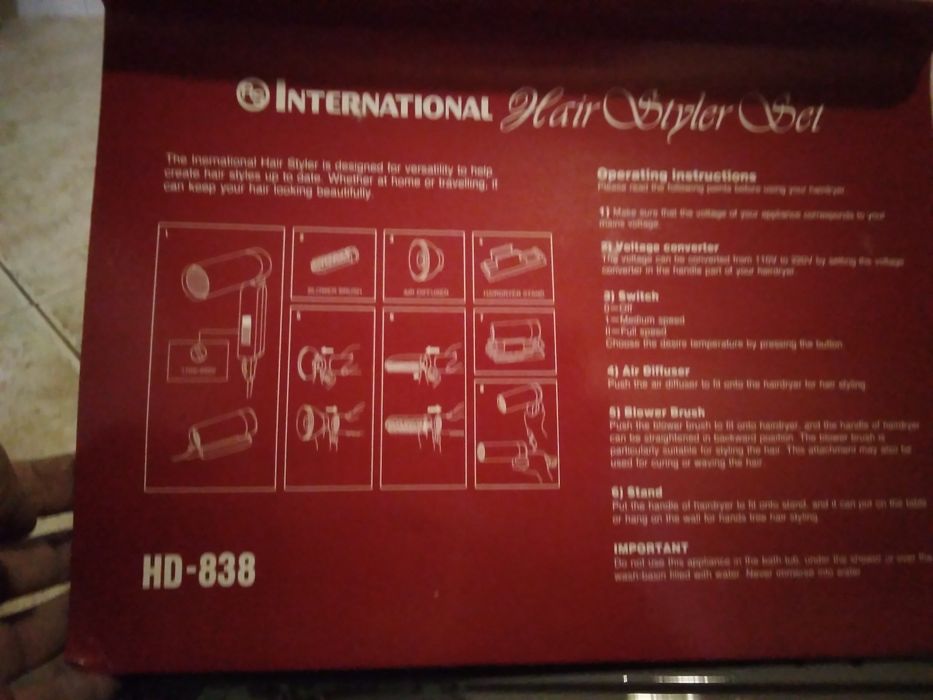 INTERNATIONAL Hair Styler Set
The Inernational Hair Styler is designed for versatility to help
create hair styles up to date. Whether at home or travelling, it
can keep your hair looking beautifully.
Operating instructions
Please read the following points before using your hairdryer
1) Make sure that the voltage of your appliance corresponds to your
mains voltage.
2) Voltage converter
The voltage can be converted from 110V to 220V by setting the voltage
converter in the handle part of your hairdryer.
3) Switch
0=Off
1=Medium speed
II=Full speed
Choose the desire temperature by pressing the button.
4) Air Diffuser
Push the air diffuser to fit onto the hairdryer for hair styling
5) Blower Brush
Push the blower brush to fit onto hairdryer, and the handle of hairdryer
can be straightened in backward position. The blower brush is
particularly suitable for styling the hair. This attachment may also be
used for curing or waving the hair.
6) Stand
Put the handle of hairdryer to fit onto stand, and it can put on the table
or hang on the wall for hands free hair styling.
IMPORTANT
Do not use this appliance in the bath tub, under the shower or over the
wash-basin filled with water. Never immerse into water
BLOWER BRUSH
AIR DIFFUSER
HAIRDRYER STAND
HD-838